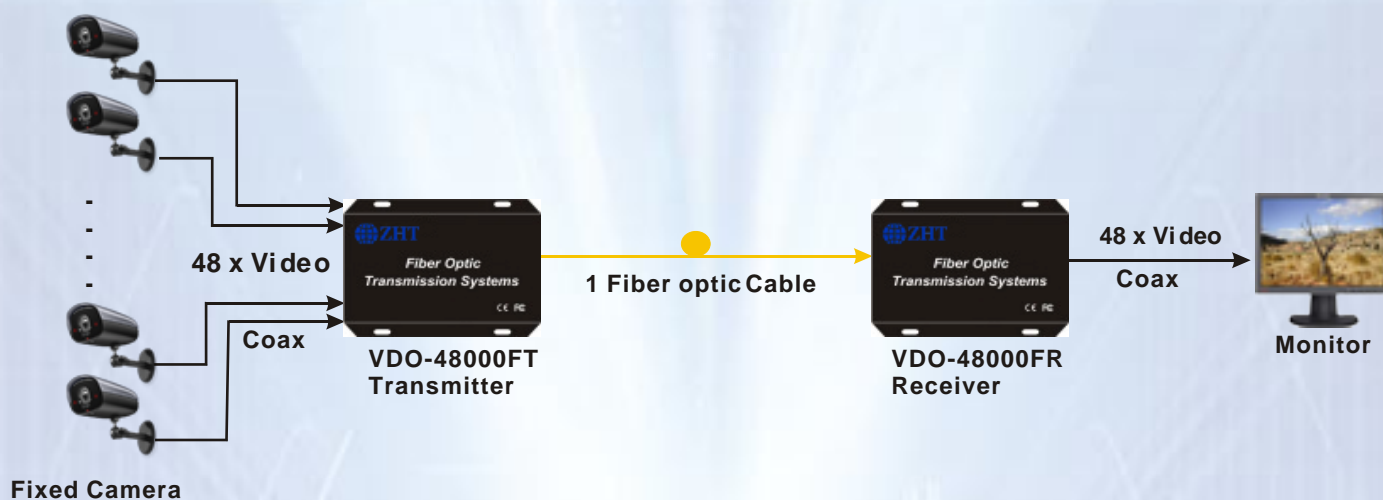 48 x Video
Coax
Fixed Camera
ZHT
Fiber Optic
Transmission Systems
CE FC
VDO-48000FT
Transmitter
1 Fiber optic Cable
ZHT
Fiber Optic
Transmission Systems
CE FC
VDO-48000FR
Receiver
48 x Video
Coax
Monitor